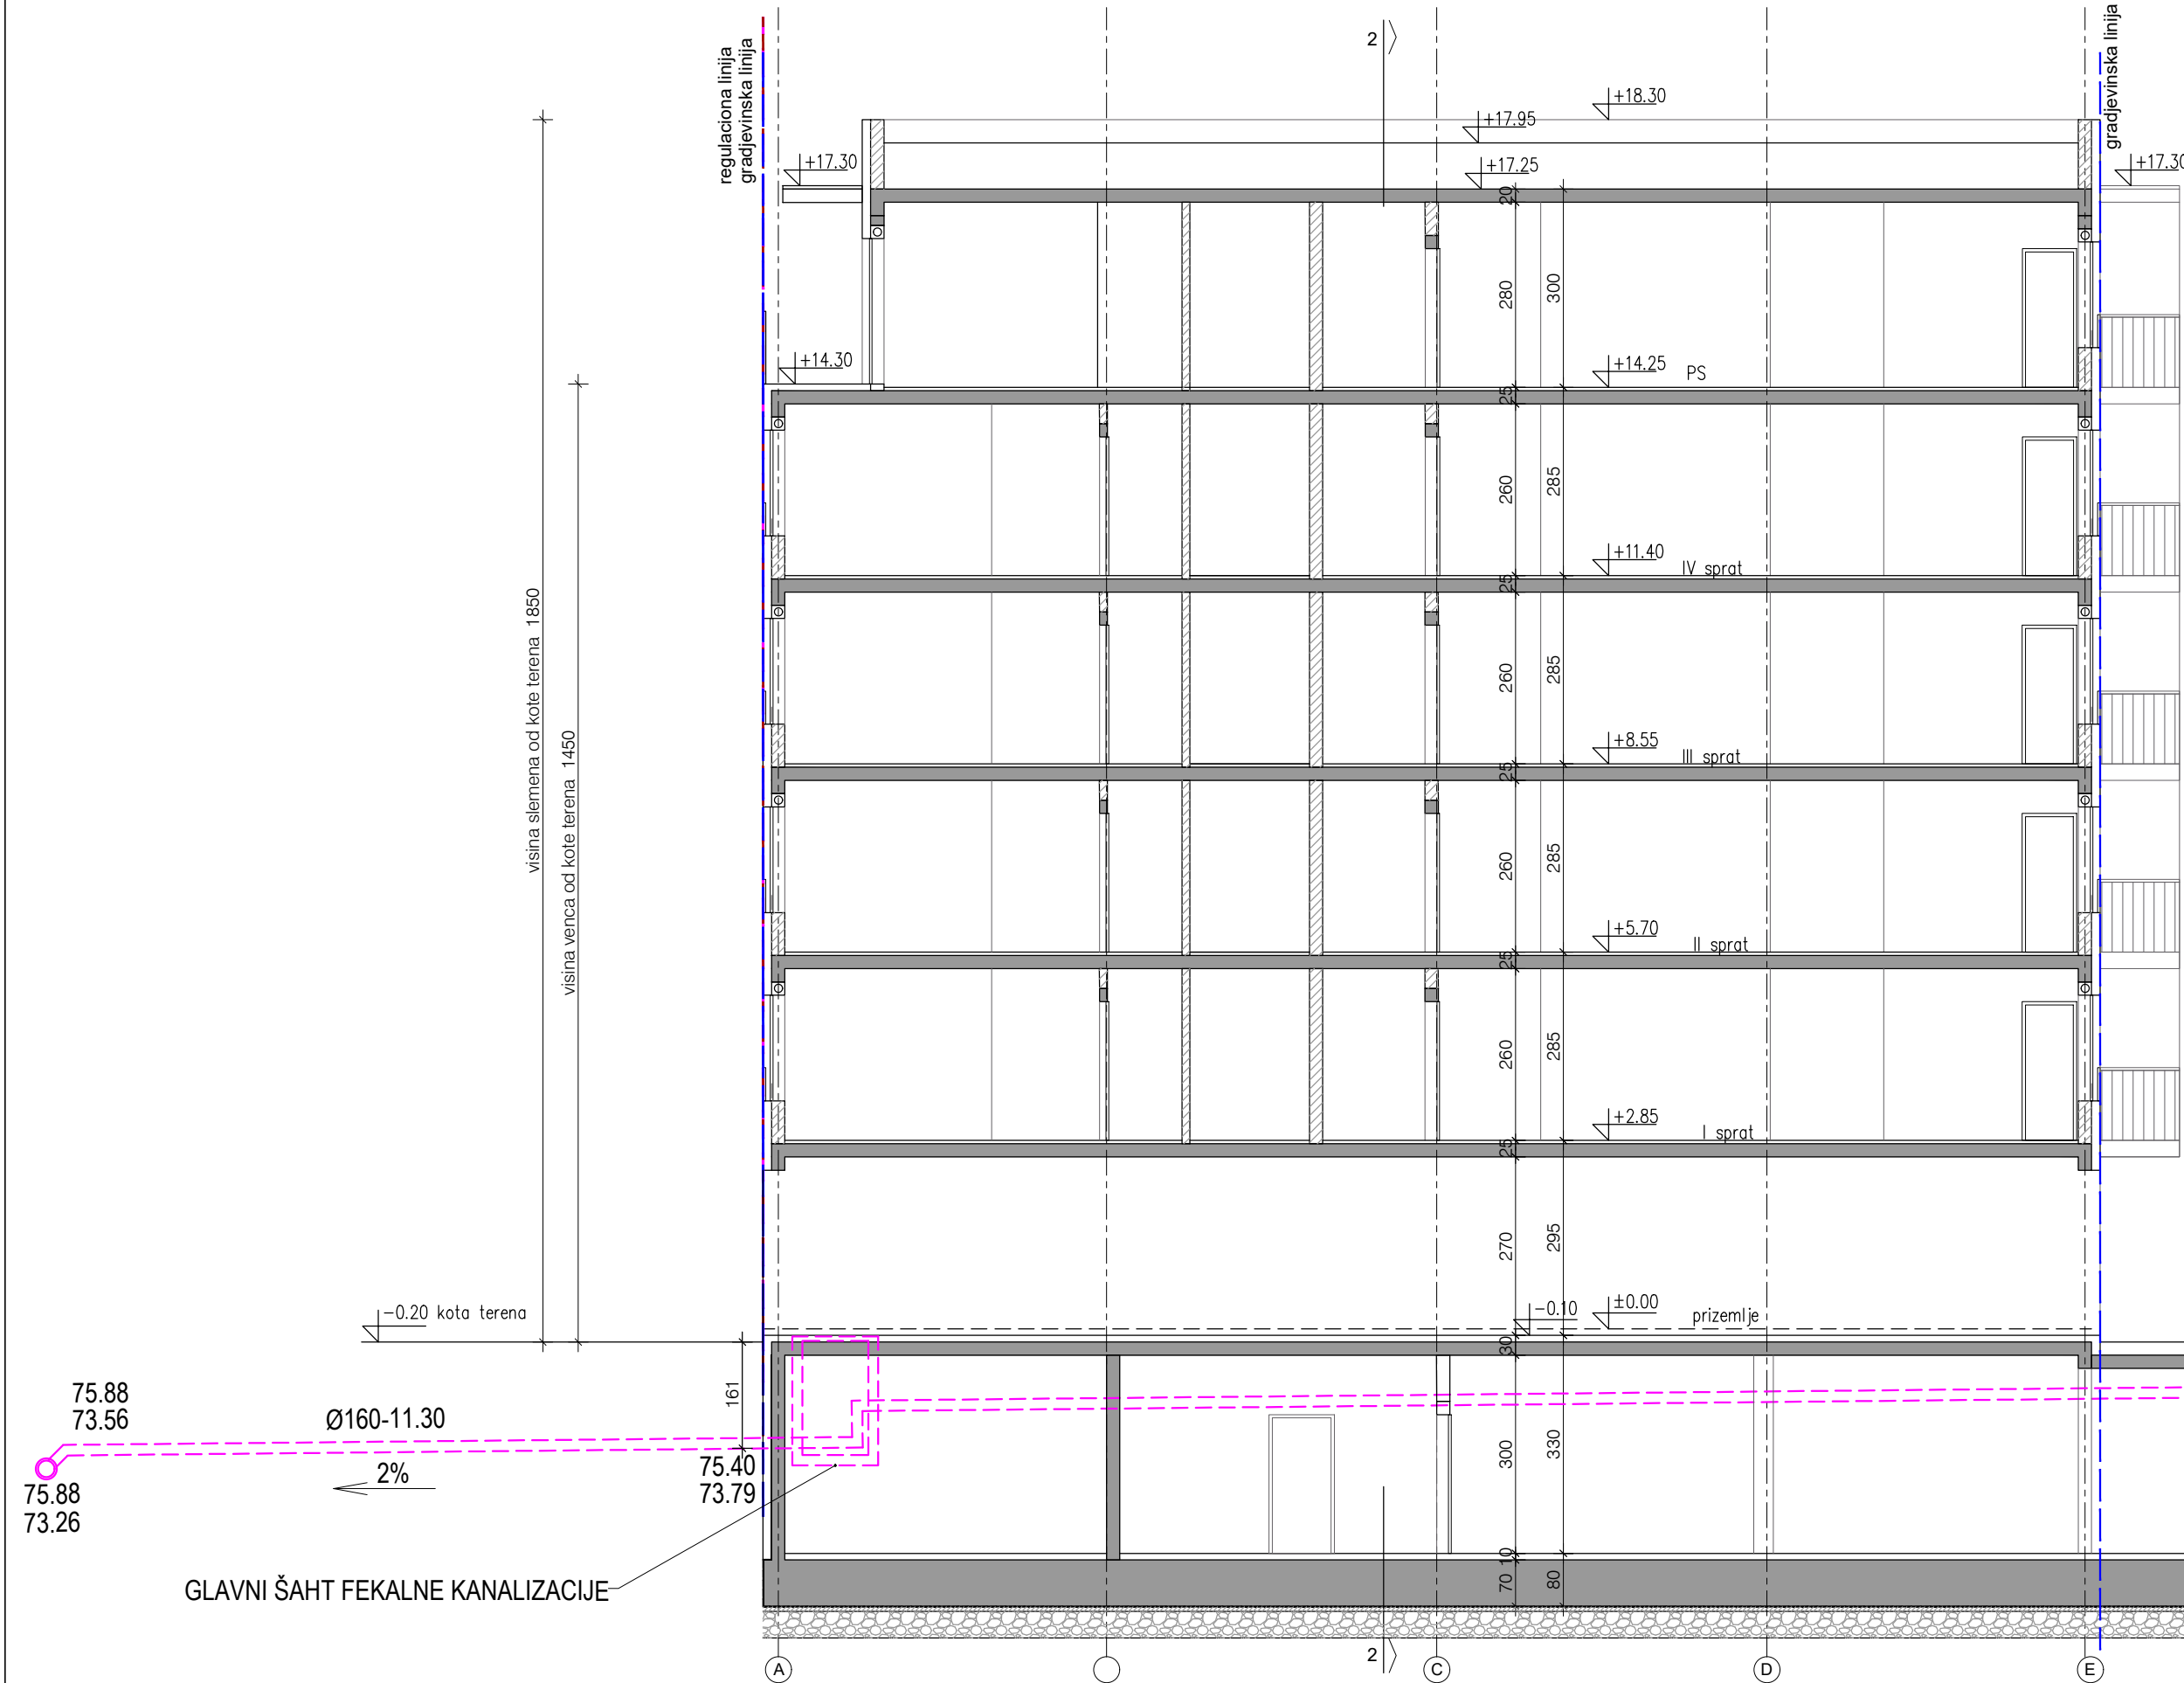 regulaciona linija
gradjevinska linija
2
gradjevinska linija
+18.30
+17.95
+17.30
+17.25
+17.30
20
280
300
+14.30
+14.25
PS
25
260
285
+11.40
IV sprat
25
visina slemena od kote terena 1850
visina venca od kote terena 1450
260
285
+8.55
III sprat
25
260
285
+5.70
II sprat
25
260
285
+2.85
I sprat
25
270
295
-0.20 kota terena
-0.10
±0.00
prizemlje
30
161
75.88
73.56
Ø160-11.30
2%
75.40
73.79
75.88
73.26
300
330
GLAVNI ŠAHT FEKALNE KANALIZACIJE
10
70
80
2
A
C
D
E